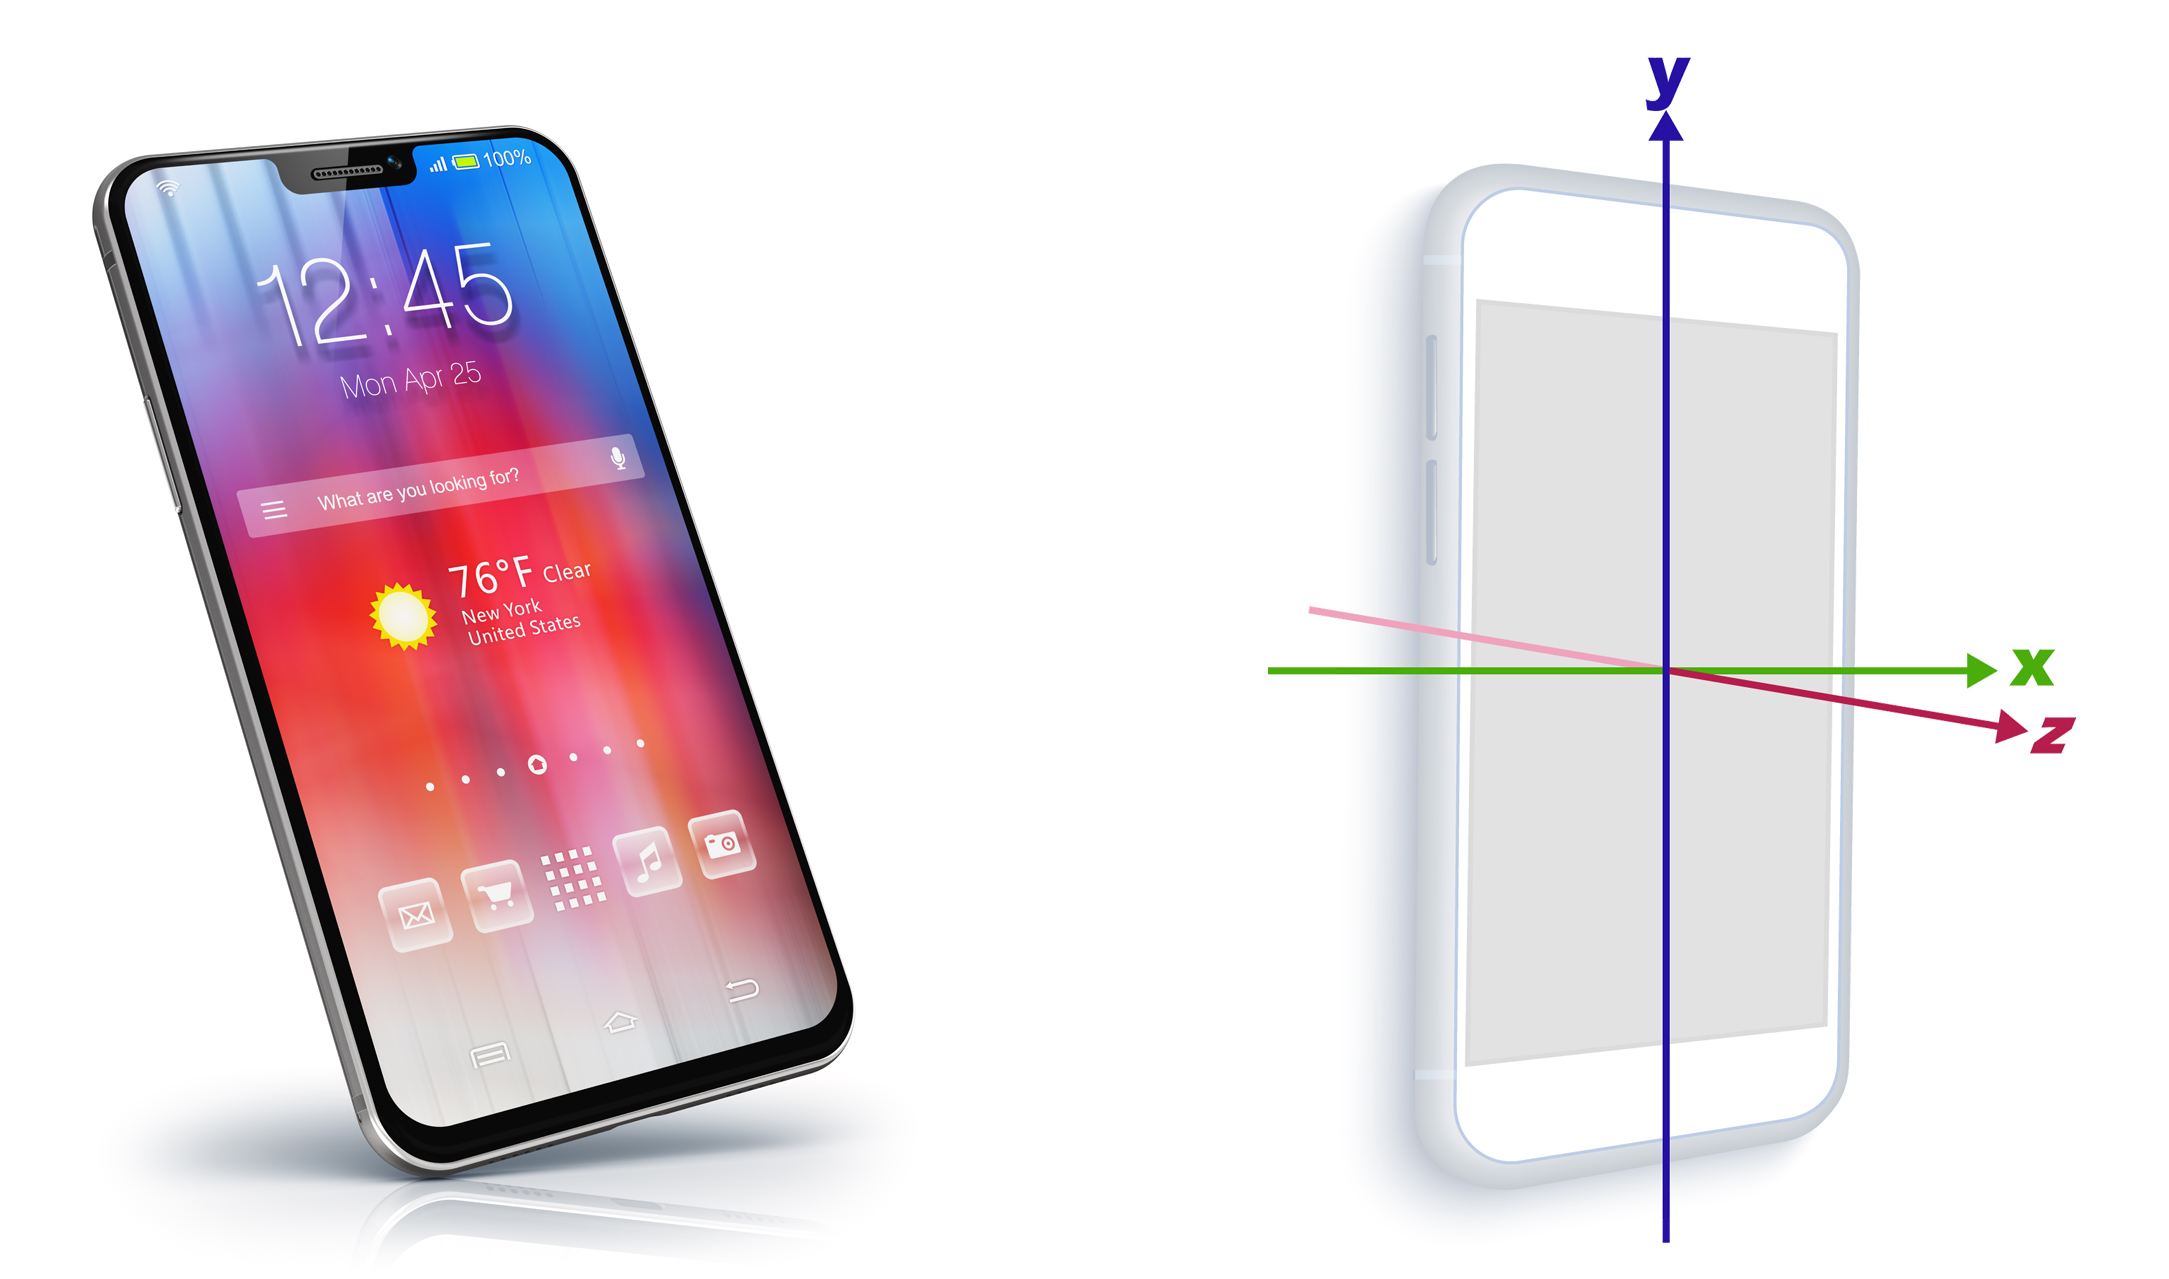 100%
12:45
Mon Apr 25
What are you looking for?
76°F Clear
New York
United States
y
x
z